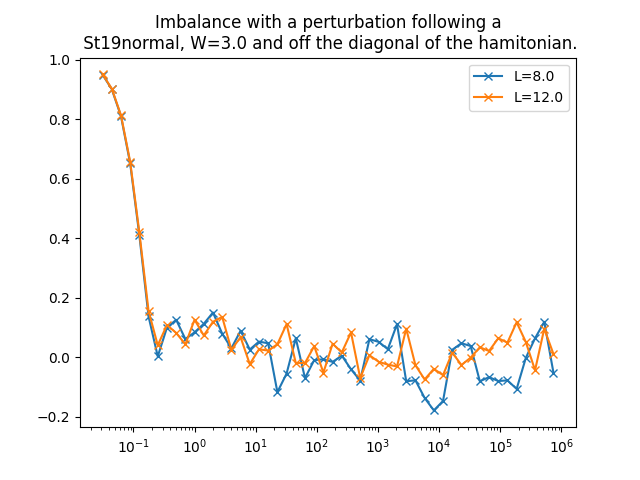 Imbalance with a perturbation following a
St19normal, W=3.0 and off the diagonal of the hamitonian.
L=8.0
L=12.0
1.0
0.8
0.6
0.4
0.2
0.0
−0.2
10⁻¹ 10⁰ 10¹ 10² 10³ 10⁴ 10⁵ 10⁶